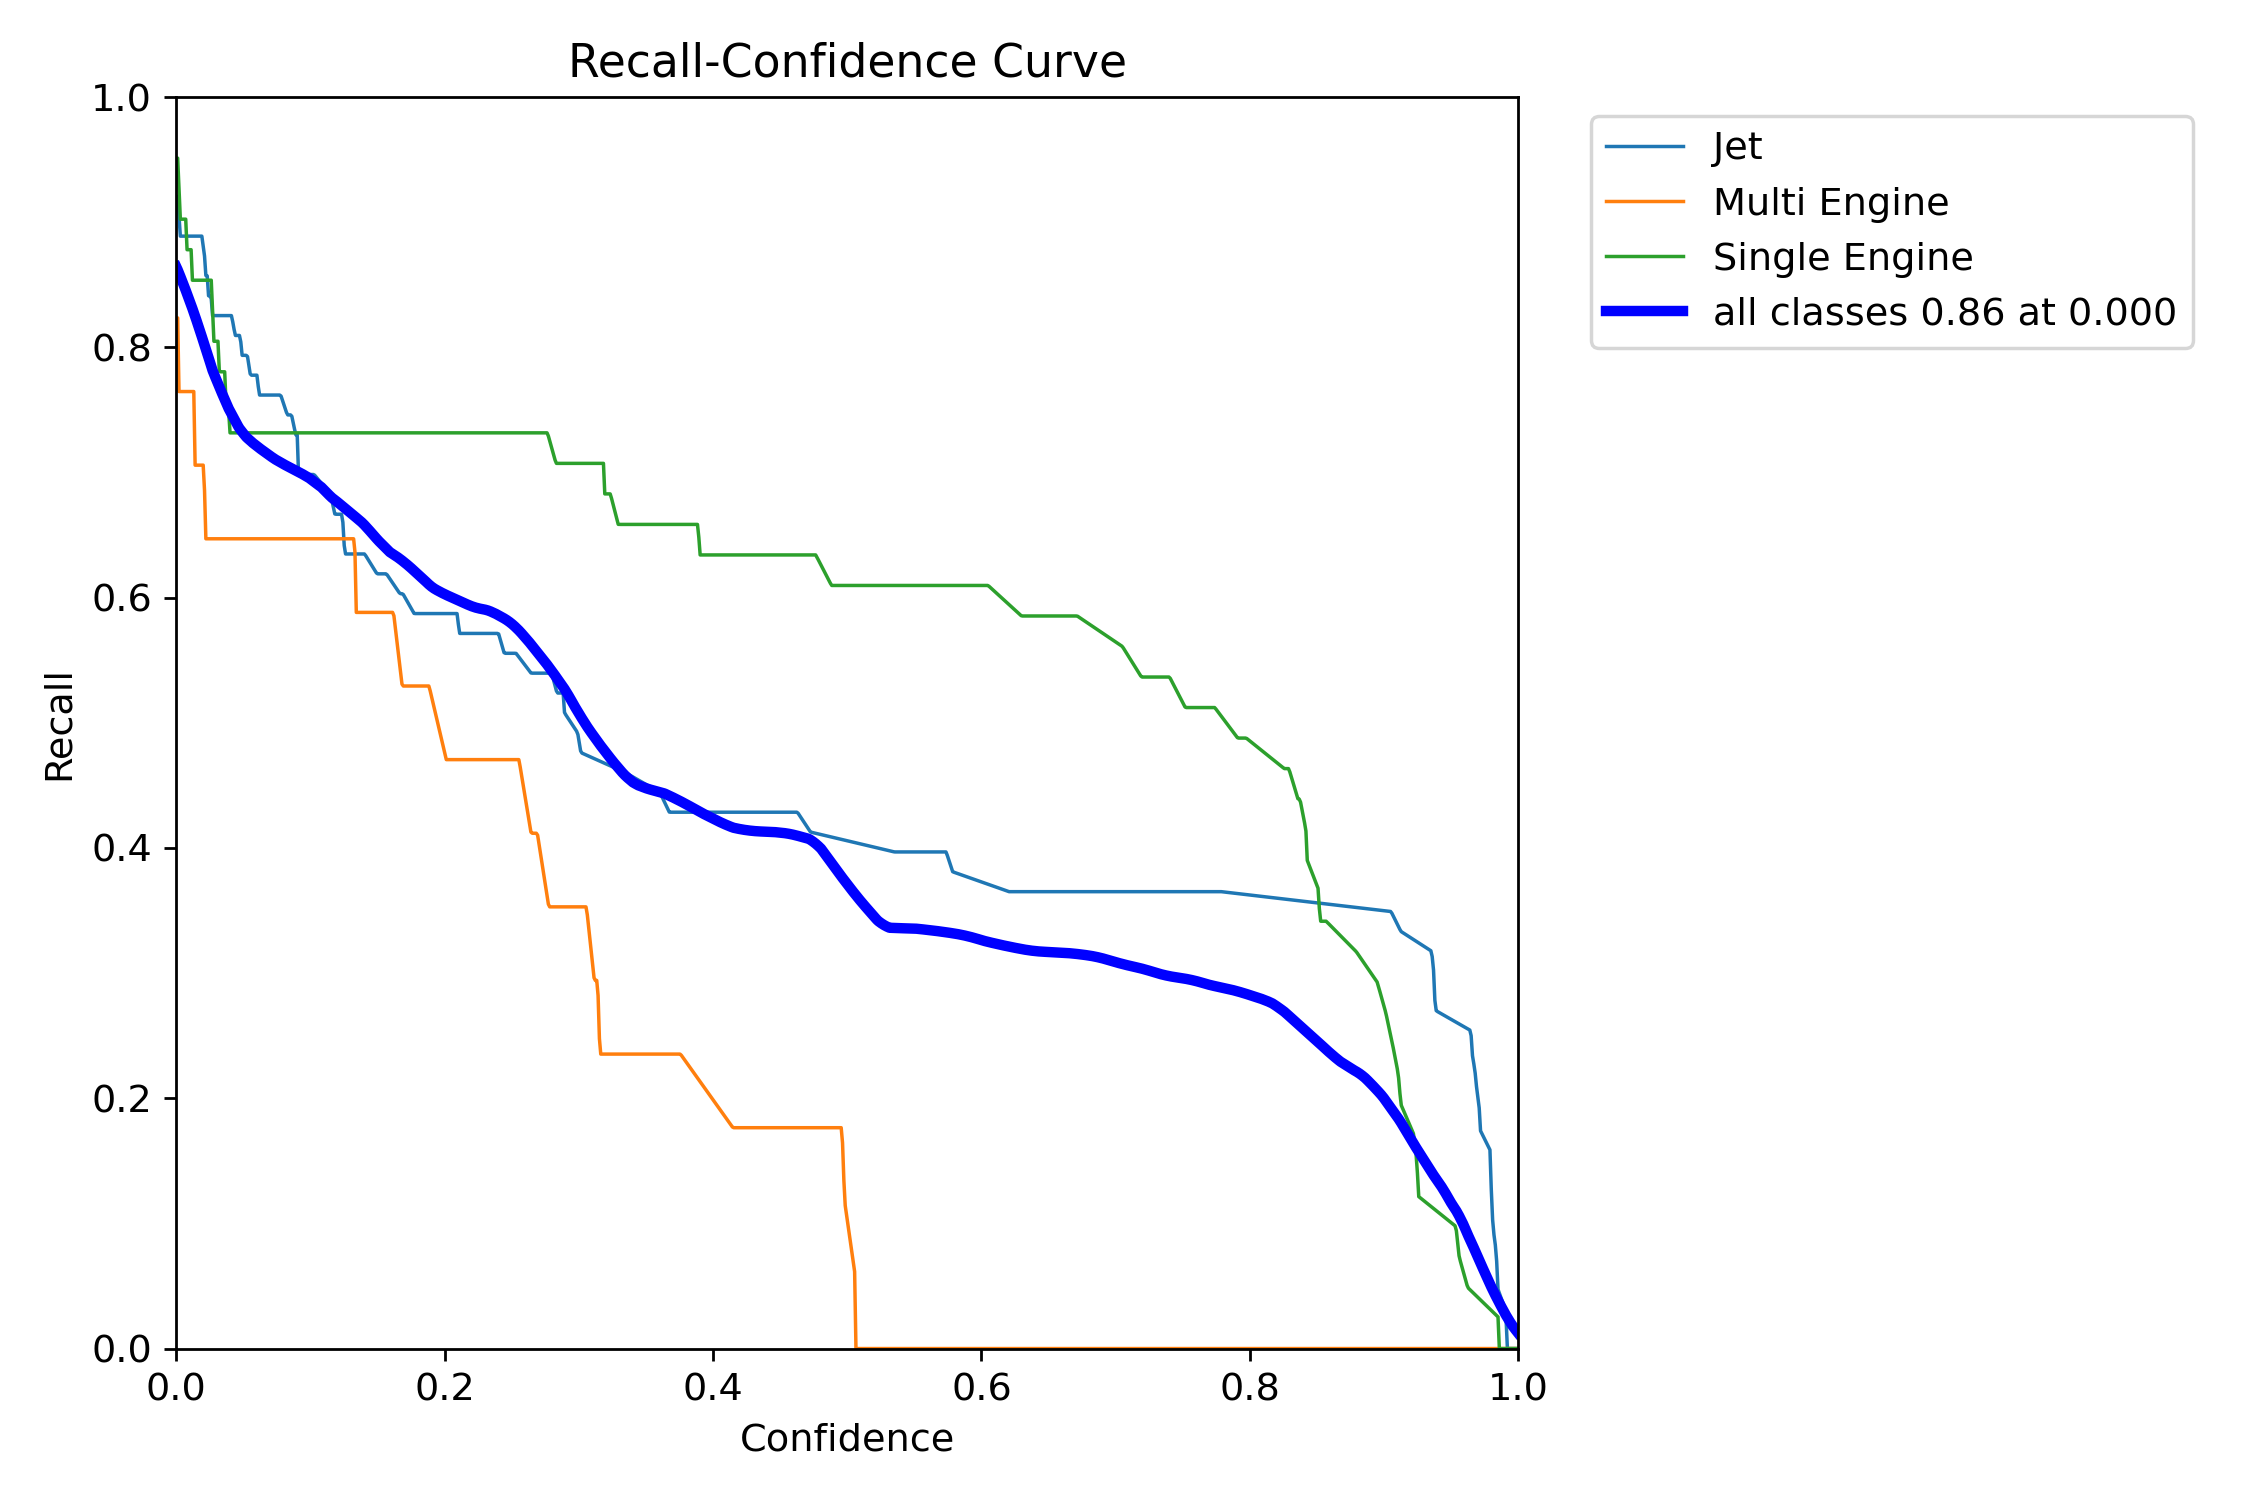 Recall-Confidence Curve
1.0
0.8
0.6
0.4
0.2
0.0
Recall
0.0 0.2 0.4 0.6 0.8 1.0
Confidence
Jet
Multi Engine
Single Engine
all classes 0.86 at 0.000